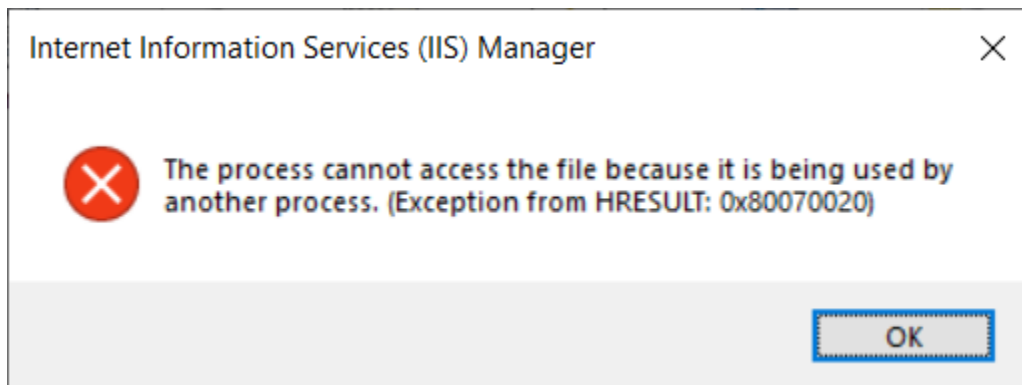 Internet Information Services (IIS) Manager
The process cannot access the file because it is being used by
another process. (Exception from HRESULT: 0x80070020)
OK